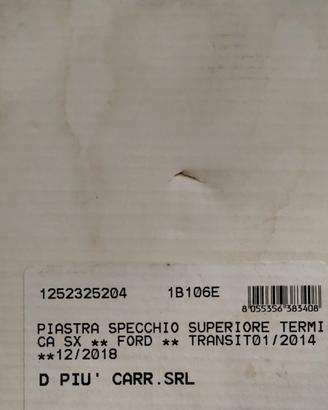 1252325204 1B106E
8 055356 383408
PIASTRA SPECCHIO SUPERIORE TERMI
CA SX ** FORD ** TRANSIT01/2014
**12/2018
D PIU' CARR.SRL